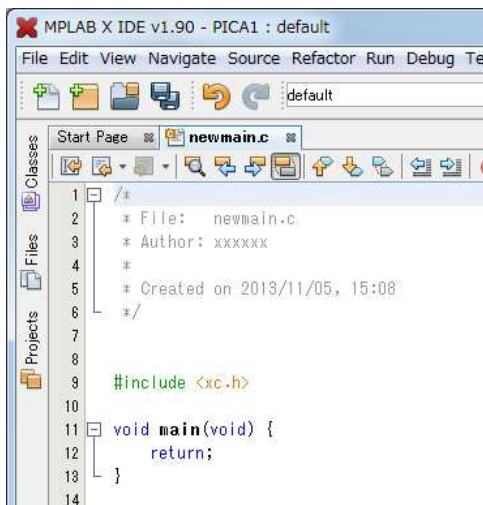 MPLAB X IDE v1.90 - PICA1 : default
File Edit View Navigate Source Refactor Run Debug Te
default
Classes
Files
Projects
Start Page newmain.c
1 /*
2 * File: newmain.c
3 * Author: xxxxxx
4 *
5 * Created on 2013/11/05, 15:08
6 */
7
8
9 #include <xc.h>
10
11 void main(void) {
12 return;
13 }
14